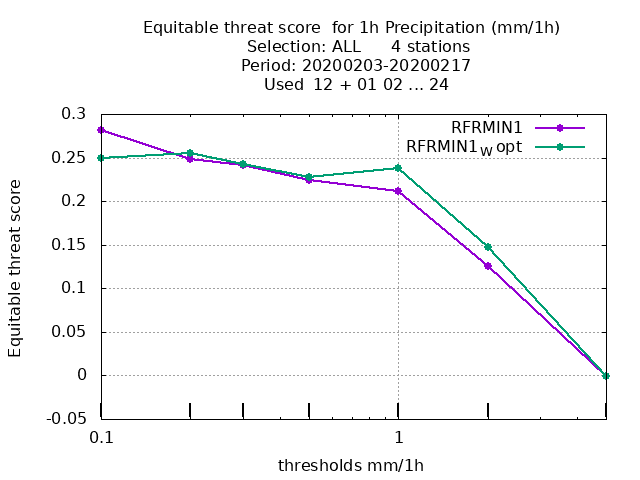 Equitable threat score  for 1h Precipitation (mm/1h)
Selection: ALL      4 stations
Period: 20200203-20200217
Used  12 + 01 02 ... 24
0.3
RFRMIN1
RFRMIN1W opt
0.25
0.2
0.15
0.1
0.05
0
-0.05
Equitable threat score
0.1
1
thresholds mm/1h